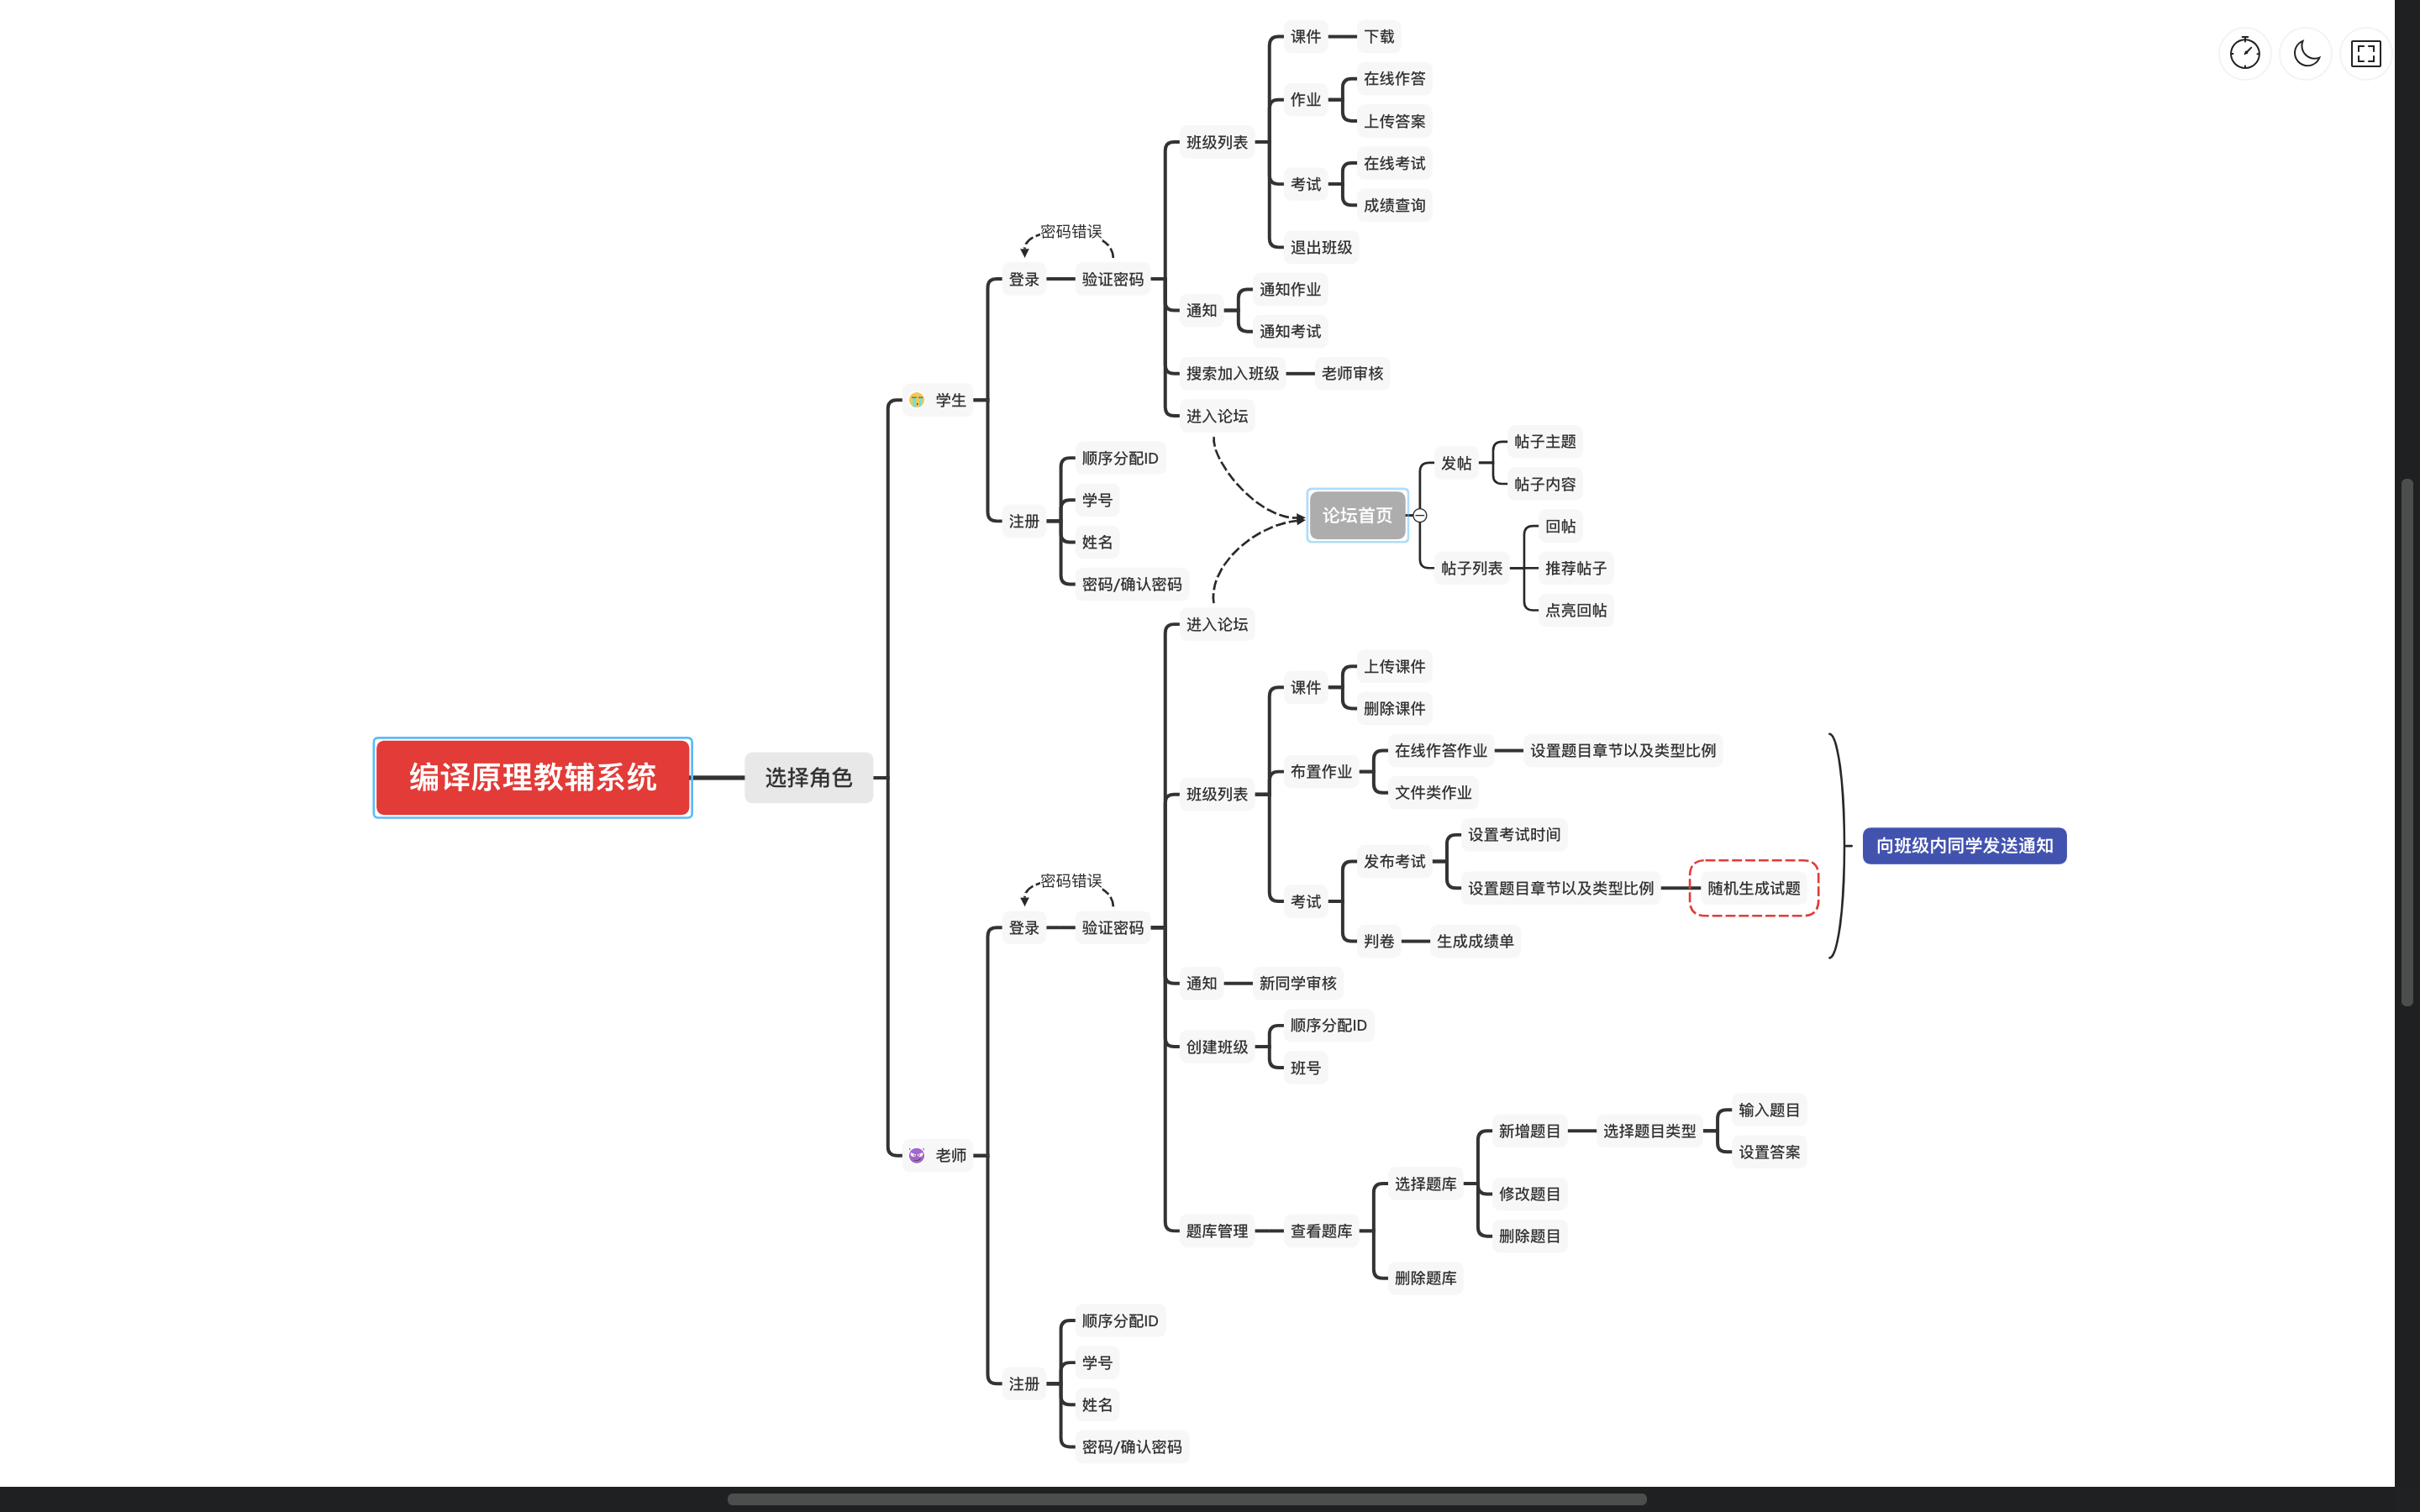 编译原理教辅系统
选择角色
学生
登录
密码错误
验证密码
班级列表
课件
下载
作业
在线作答
上传答案
考试
在线考试
成绩查询
退出班级
通知
通知作业
通知考试
搜索加入班级
老师审核
进入论坛
注册
顺序分配ID
学号
姓名
密码/确认密码
论坛首页
发帖
帖子主题
帖子内容
帖子列表
回帖
推荐帖子
点亮回帖
老师
登录
密码错误
验证密码
进入论坛
班级列表
课件
上传课件
删除课件
布置作业
在线作答作业
设置题目章节以及类型比例
文件类作业
考试
发布考试
设置考试时间
设置题目章节以及类型比例
随机生成试题
判卷
生成成绩单
向班级内同学发送通知
通知
新同学审核
创建班级
顺序分配ID
班号
题库管理
查看题库
选择题库
新增题目
选择题目类型
输入题目
设置答案
修改题目
删除题目
删除题库
注册
顺序分配ID
学号
姓名
密码/确认密码